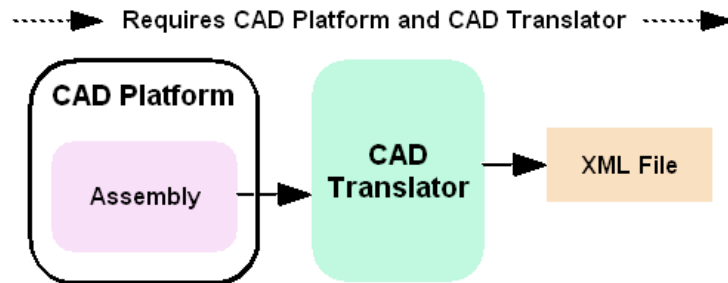 Requires CAD Platform and CAD Translator
CAD Platform
Assembly
CAD
Translator
XML File